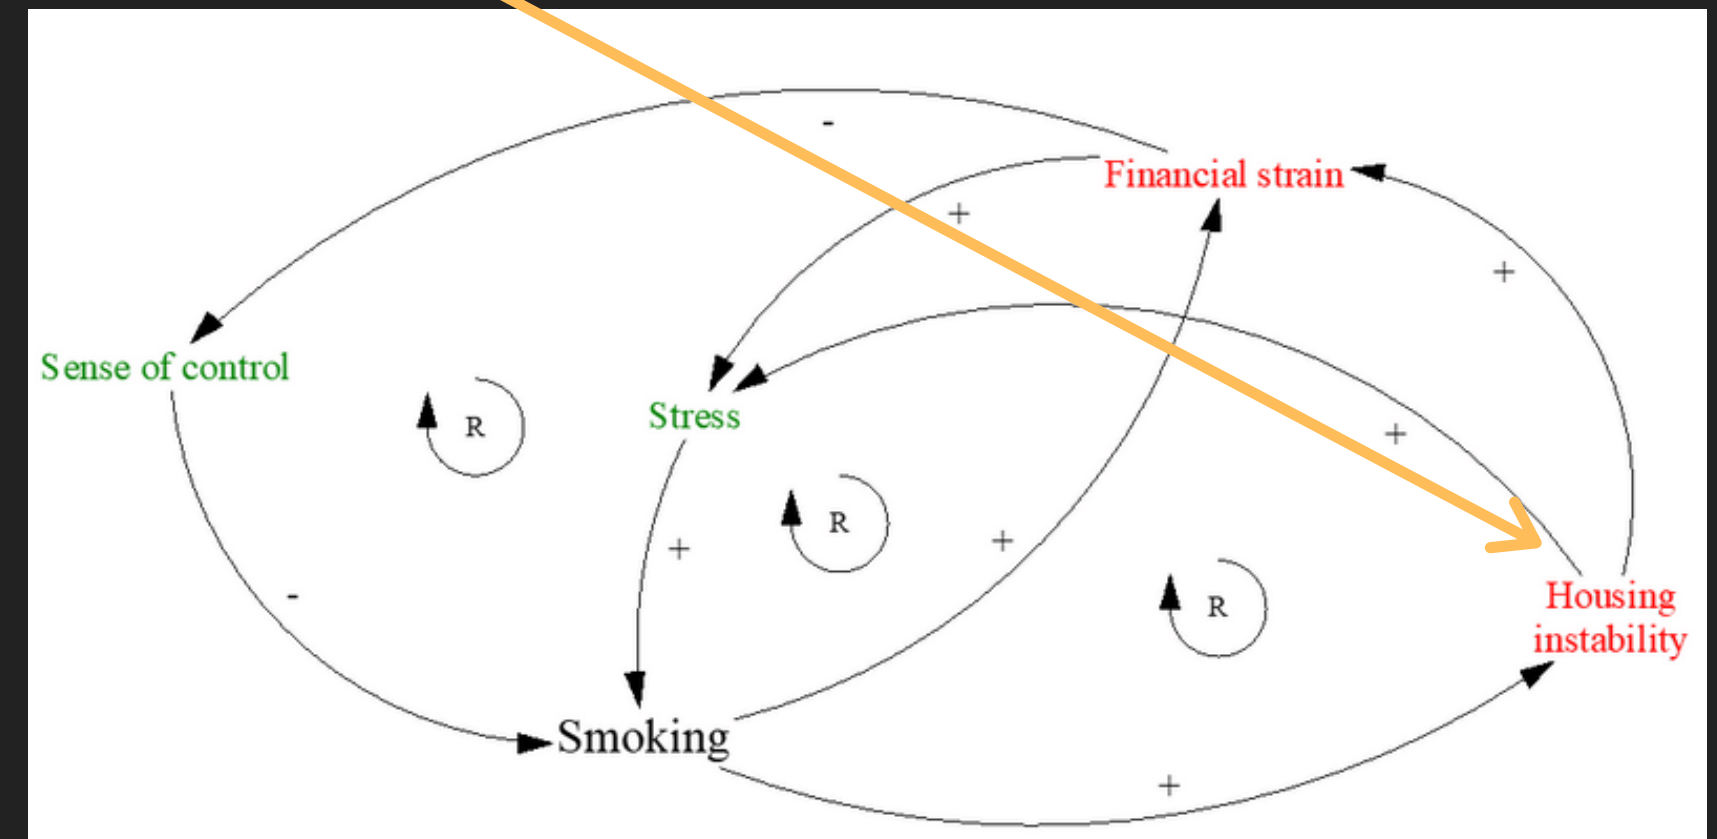 -
Financial strain
+
+
Sense of control
R
Stress
+
R
+
+
-
R
Housing
instability
Smoking
+